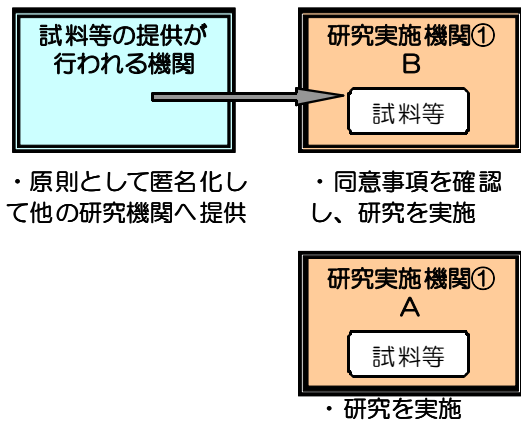 試料等の提供が
行われる機関
・原則として匿名化し
て他の研究機関へ提供
研究実施機関①
B
試料等
・同意事項を確認
し、研究を実施
研究実施機関①
A
試料等
・研究を実施